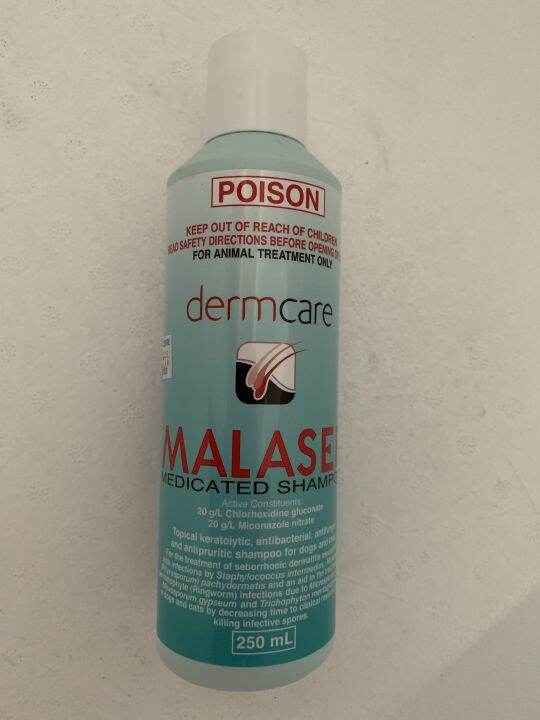 POISON
KEEP OUT OF REACH OF CHILDREN
READ SAFETY DIRECTIONS BEFORE OPENING
FOR ANIMAL TREATMENT ONLY
dermcare
MALASE
MEDICATED SHAMPO
Active Constituents:
20 g/L Chlorhexidine gluconate
20 g/L Miconazole nitrate
Topical keratolytic, antibacterial, antifung
and antipruritic shampoo for dogs and
For the treatment of seborrhoeic dermatitis
infections by Staphylococcus intermedius,
pachydermatis and an aid in the
(Ringworm) infections due to
gypseum and Trichophyton
dogs and cats by decreasing time to clinical
killing infective spores.
250 mL